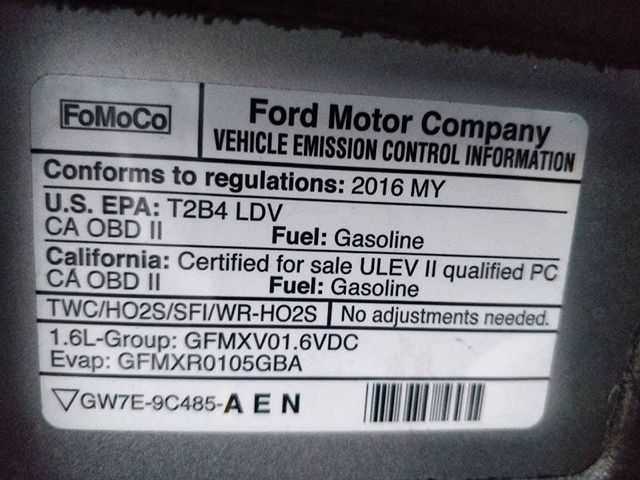 FoMoCo
Ford Motor Company
VEHICLE EMISSION CONTROL INFORMATION
Conforms to regulations: 2016 MY
U.S. EPA: T2B4 LDV
CA OBD II Fuel: Gasoline
California: Certified for sale ULEV II qualified PC
CA OBD II Fuel: Gasoline
TWC/HO2S/SFI/WR-HO2S No adjustments needed.
1.6L-Group: GFMXV01.6VDC
Evap: GFMXR0105GBA
GW7E-9C485-A E N